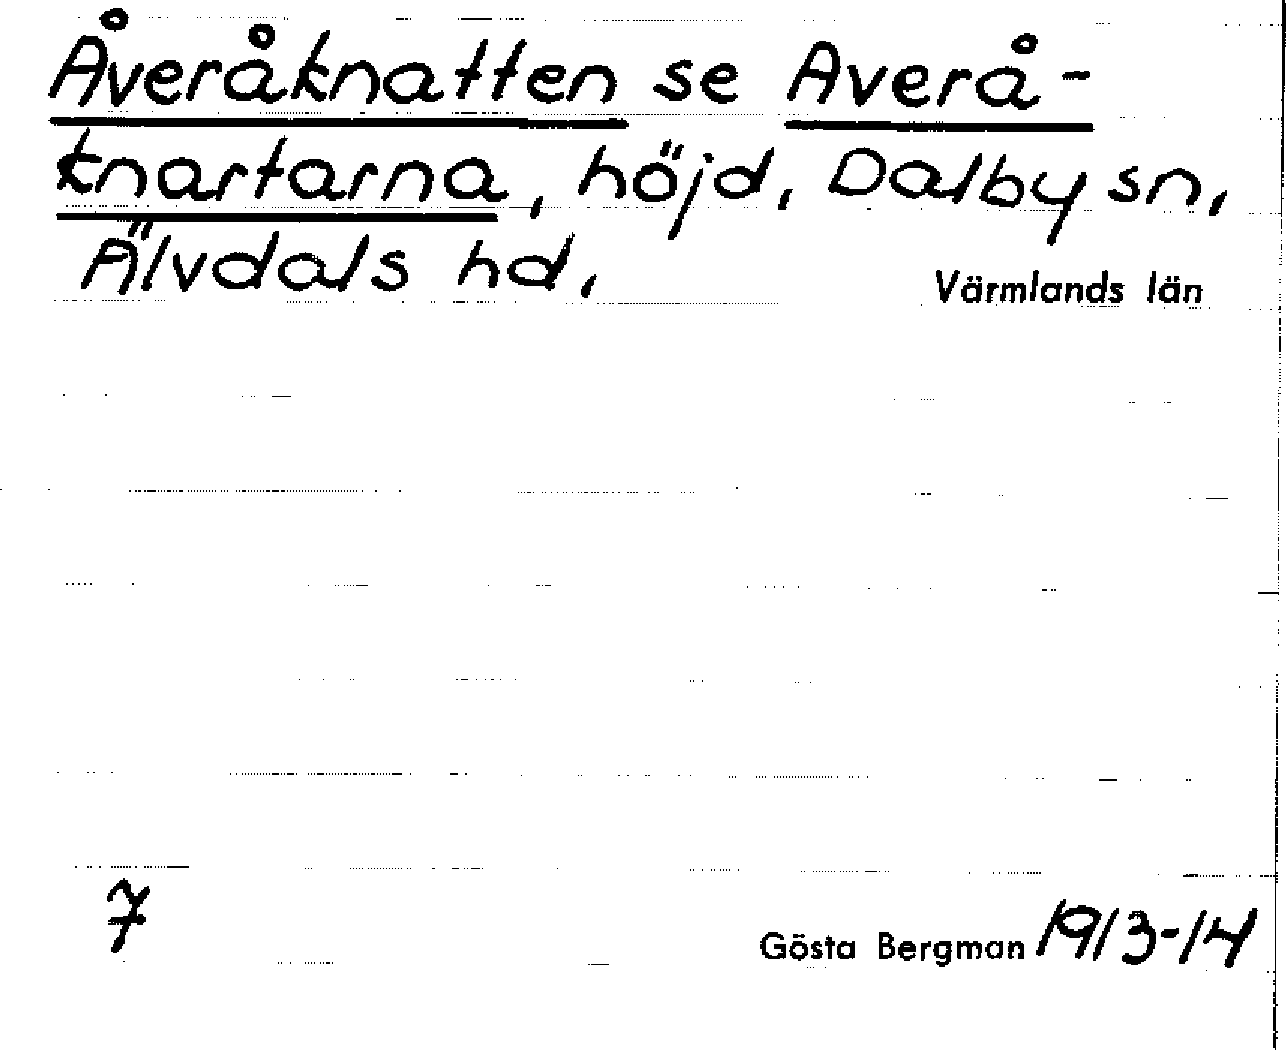 Åveråknatten se Averå-
knartarna, höjd, Dalby sn,
Älvdals hd,
Värmlands län
7
Gösta Bergman 1913-14